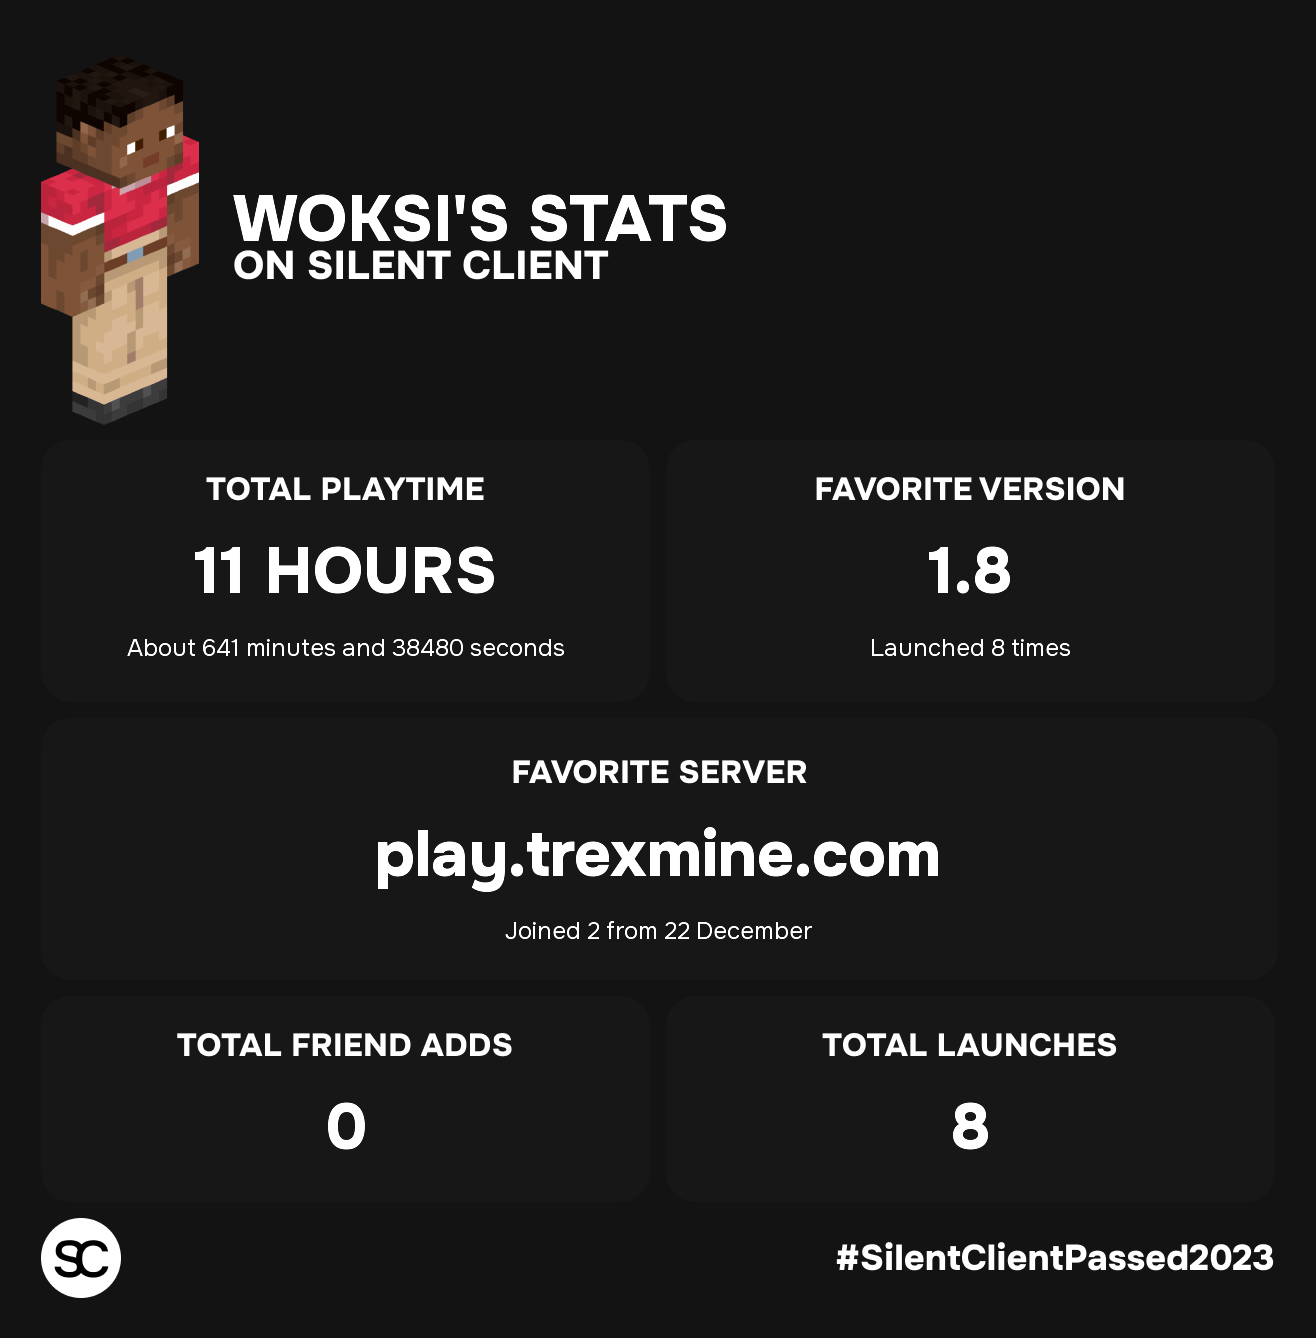 WOKSI'S STATS
ON SILENT CLIENT
TOTAL PLAYTIME
11 HOURS
About 641 minutes and 38480 seconds
FAVORITE VERSION
1.8
Launched 8 times
FAVORITE SERVER
play.trexmine.com
Joined 2 from 22 December
TOTAL FRIEND ADDS
0
TOTAL LAUNCHES
8
SC
#SilentClientPassed2023